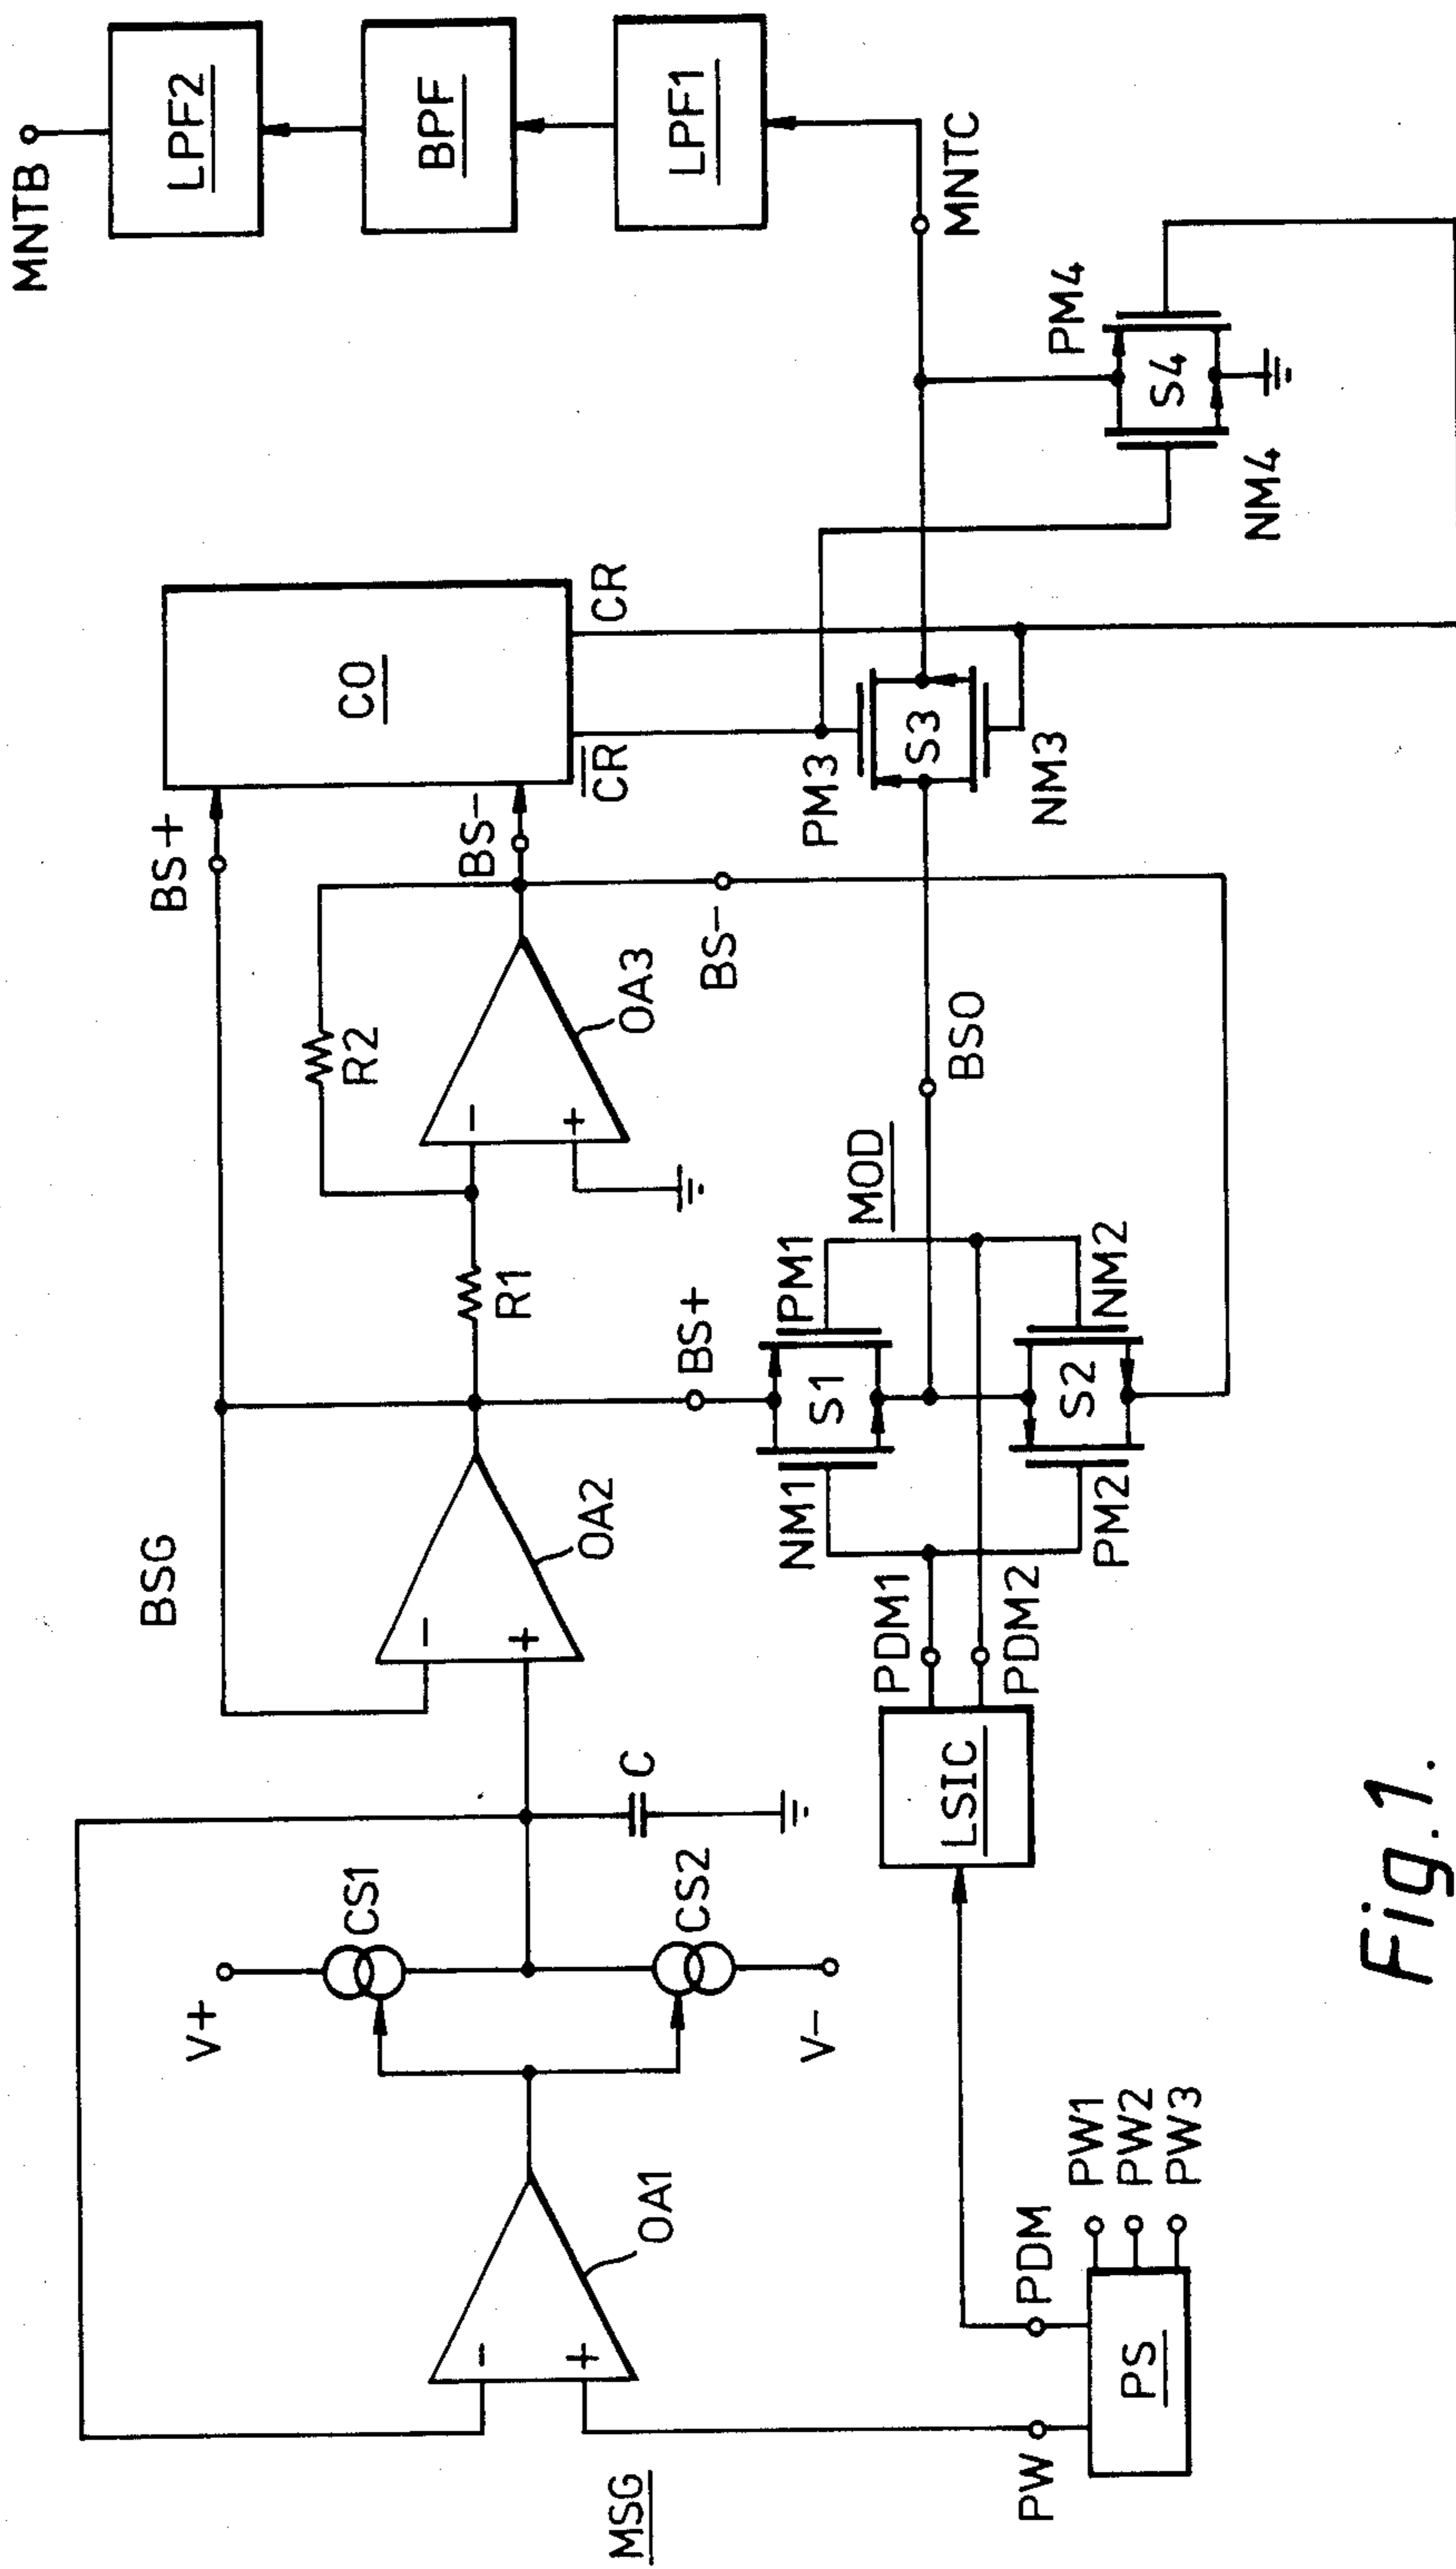 MSG
BSG
OA1
V+
CS1
CS2
V-
C
OA2
R1
R2
OA3
BS+
BS-
BS-
BS+
CO
CR
CR
PW
PS
PDM
PW1
PW2
PW3
LSIC
PDM1
PDM2
NM1
PM1
S1
PM2
NM2
S2
MOD
BSO
PM3
S3
NM3
PM4
S4
NM4
MNTC
LPF1
BPF
LPF2
MNTB
Fig.1.